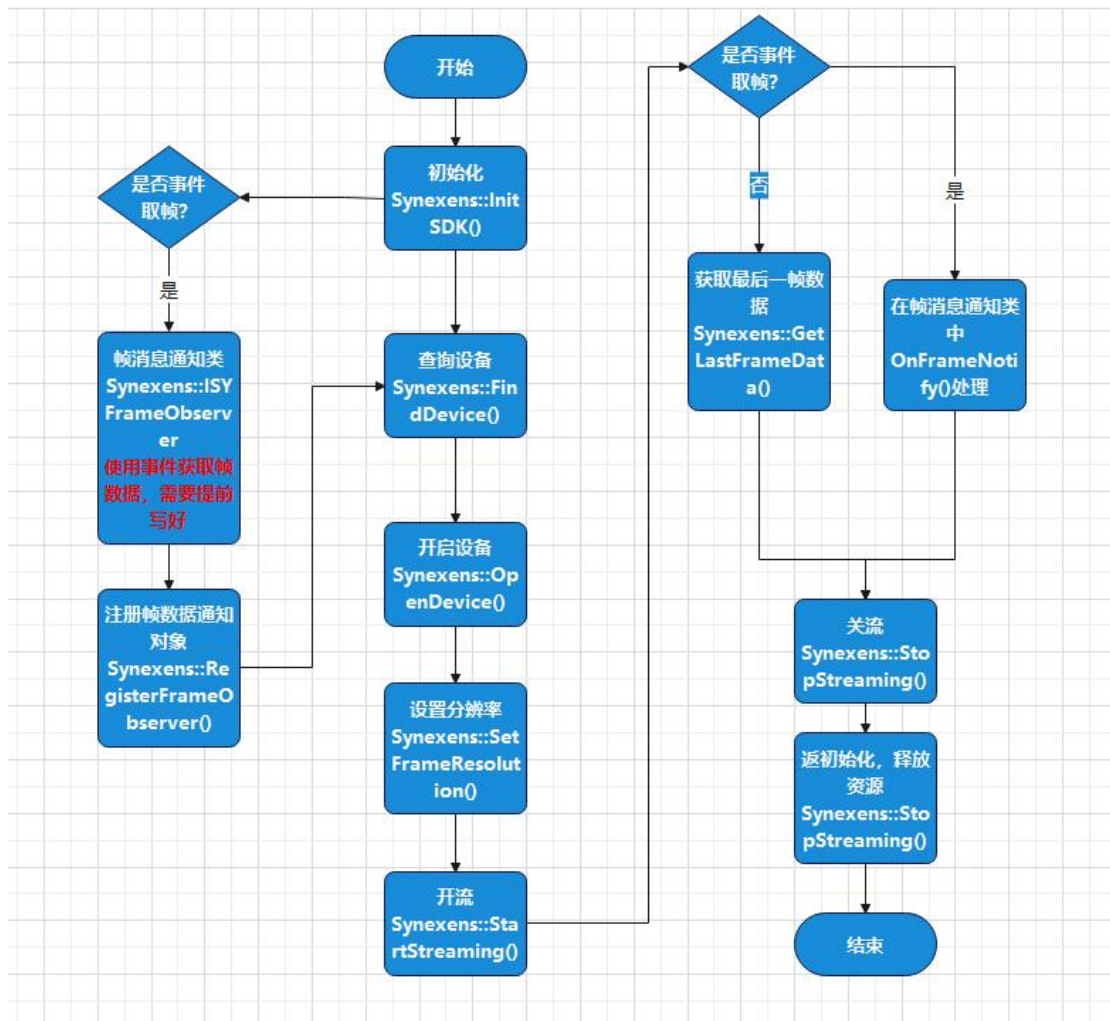 开始
初始化
Synexens::Init
SDK()
是否事件
取帧?
是
帧消息通知类
Synexens::ISY
FrameObserv
er
使用事件获取帧
数据，需要提前
写好
注册帧数据通知
对象
Synexens::Re
gisterFrameO
bserver()
查询设备
Synexens::Fin
dDevice()
开启设备
Synexens::Op
enDevice()
设置分辨率
Synexens::Set
FrameResolut
ion()
开流
Synexens::Sta
rtStreaming()
是否事件
取帧?
否
是
获取最后一帧数
据
Synexens::Get
LastFrameDat
a()
在帧消息通知类
中
OnFrameNoti
fy()处理
关流
Synexens::Sto
pStreaming()
返初始化，释放
资源
Synexens::Sto
pStreaming()
结束